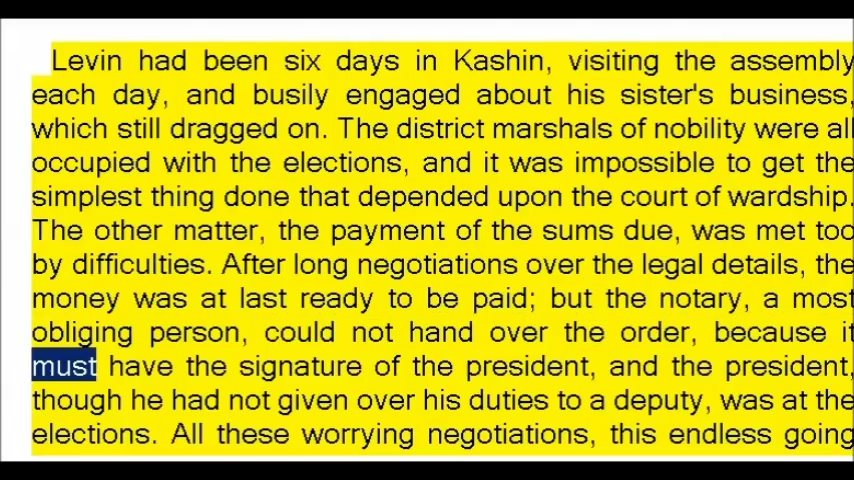 Levin had been six days in Kashin, visiting the assembly
each day, and busily engaged about his sister's business,
which still dragged on. The district marshals of nobility were all
occupied with the elections, and it was impossible to get the
simplest thing done that depended upon the court of wardship.
The other matter, the payment of the sums due, was met too
by difficulties. After long negotiations over the legal details, the
money was at last ready to be paid; but the notary, a most
obliging person, could not hand over the order, because it
must have the signature of the president, and the president,
though he had not given over his duties to a deputy, was at the
elections. All these worrying negotiations, this endless going